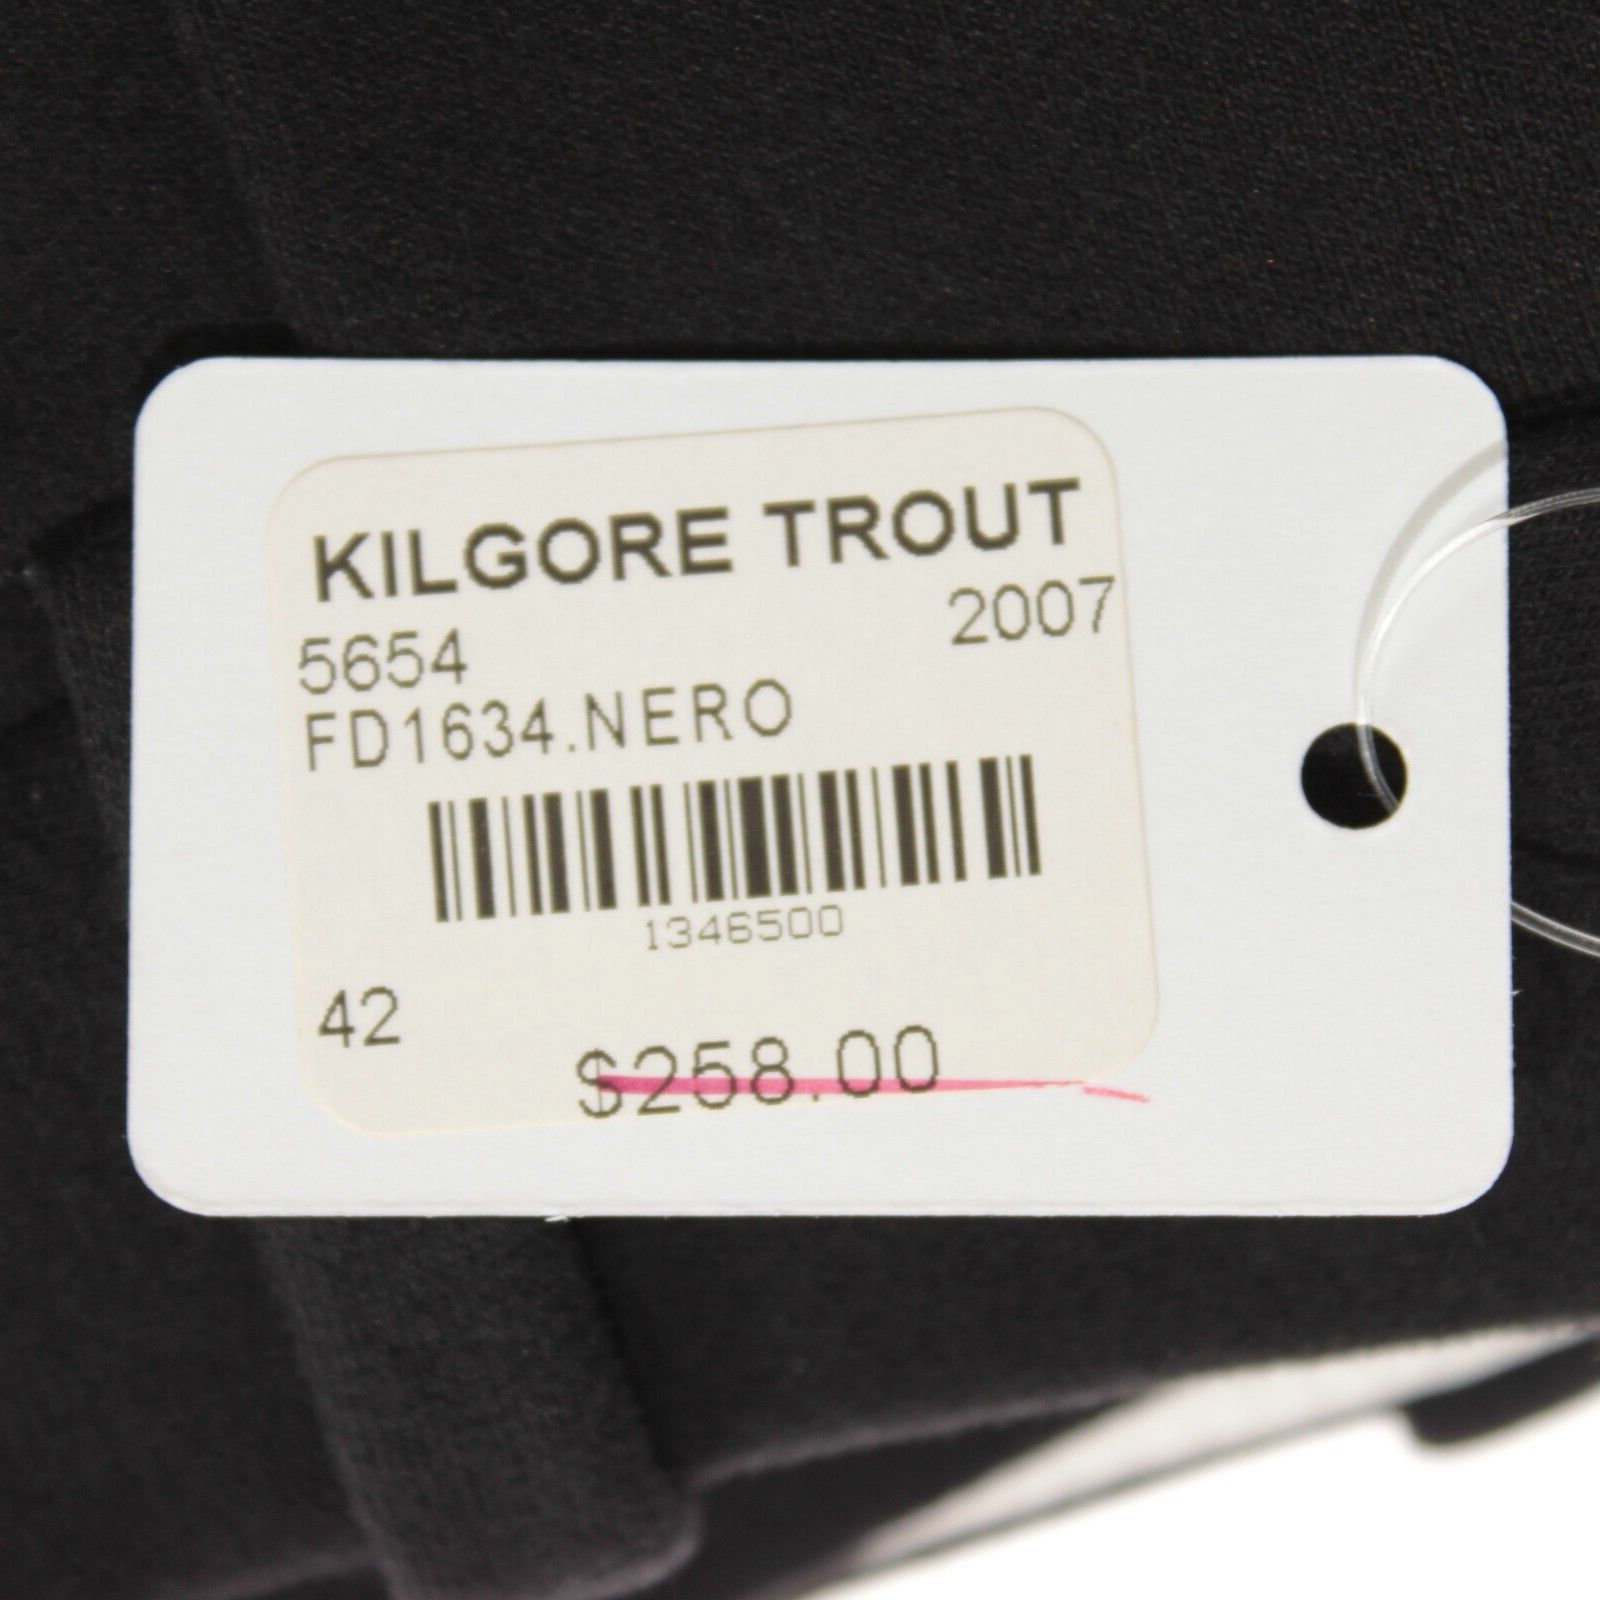 KILGORE TROUT
2007
5654
FD1634.NERO
1346500
42
$258.00